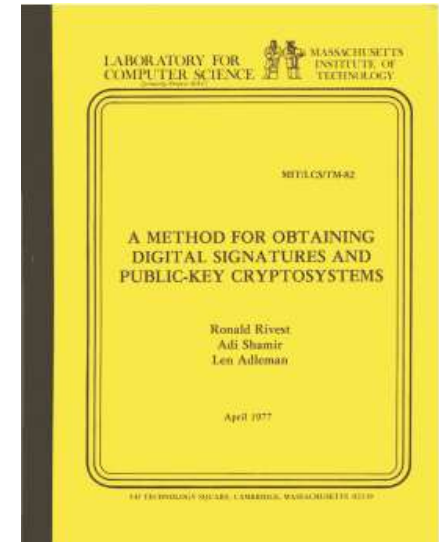 LABORATORY FOR
COMPUTER SCIENCE
MASSACHUSETTS
INSTITUTE OF
TECHNOLOGY
MIT/LCS/TM-82
A METHOD FOR OBTAINING
DIGITAL SIGNATURES AND
PUBLIC-KEY CRYPTOSYSTEMS
Ronald Rivest
Adi Shamir
Len Adleman
April 1977
545 TECHNOLOGY SQUARE, CAMBRIDGE, MASSACHUSETTS 02139